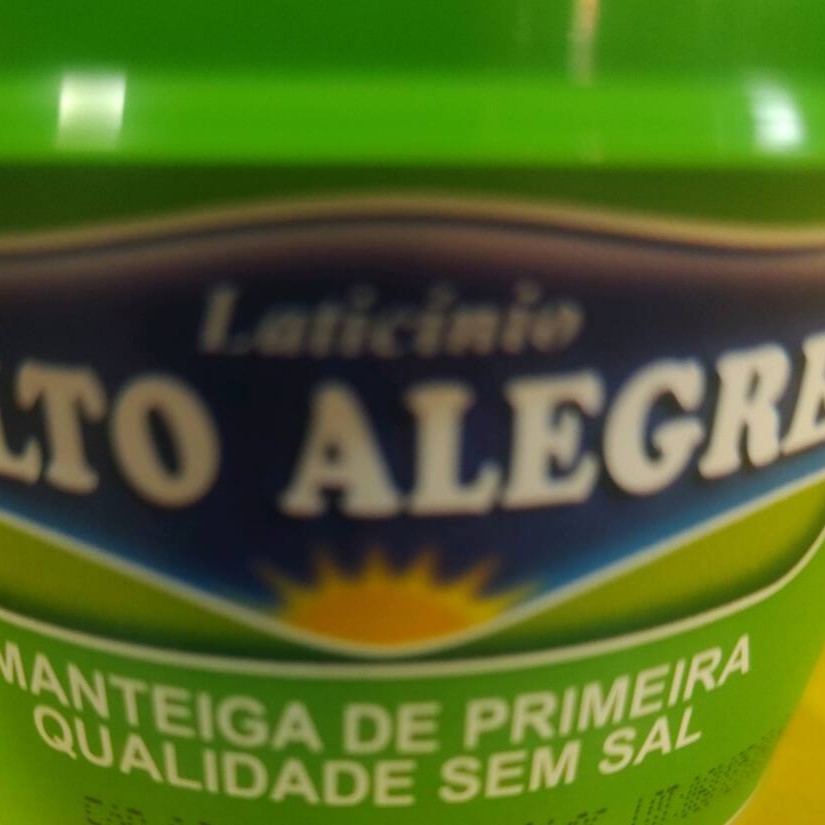 Laticínio
LTO ALEGRE
MANTEIGA DE PRIMEIRA
QUALIDADE SEM SAL